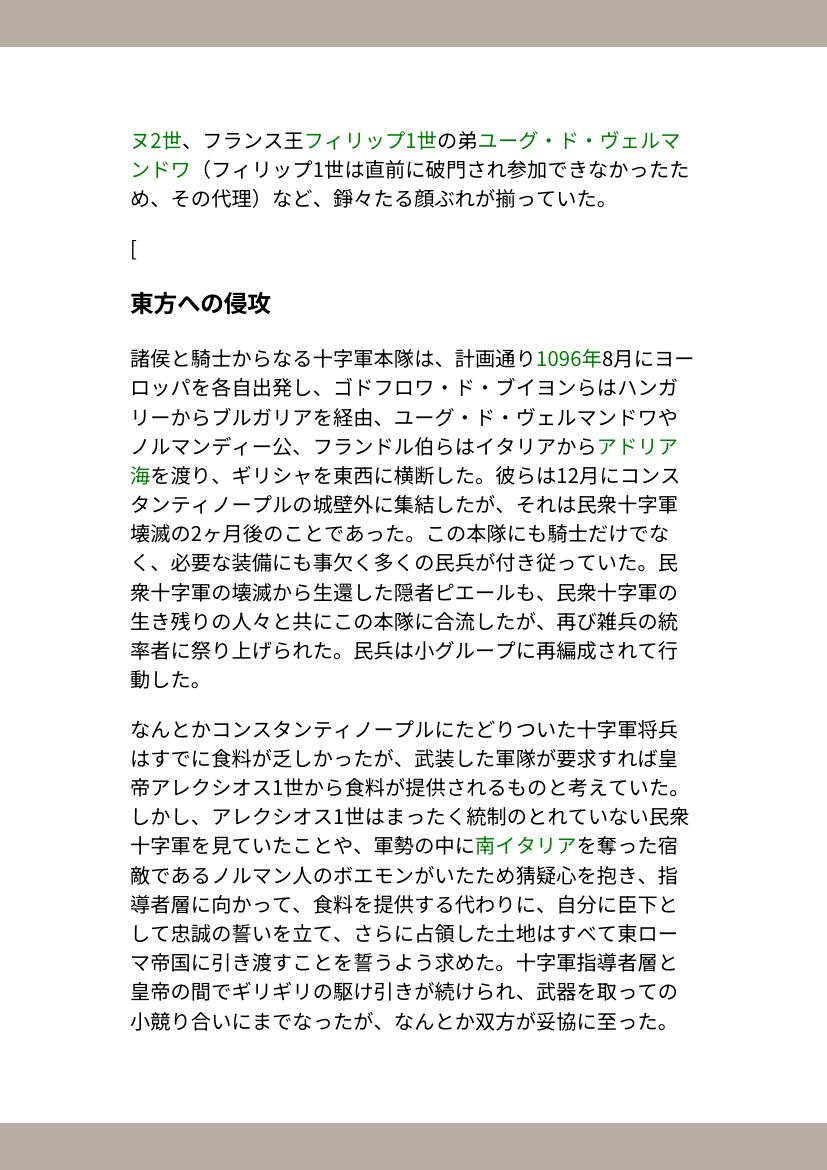 ヌ2世、フランス王フィリップ1世の弟ユーグ・ド・ヴェルマ
ンドワ（フィリップ1世は直前に破門され参加できなかったた
め、その代理）など、錚々たる顔ぶれが揃っていた。
[
東方への侵攻
諸侯と騎士からなる十字軍本隊は、計画通り1096年8月にヨー
ロッパを各自出発し、ゴドフロワ・ド・ブイヨンらはハンガ
リーからブルガリアを経由、ユーグ・ド・ヴェルマンドワや
ノルマンディー公、フランドル伯らはイタリアからアドリア
海を渡り、ギリシャを東西に横断した。彼らは12月にコンス
タンティノープルの城壁外に集結したが、それは民衆十字軍
壊滅の2ヶ月後のことであった。この本隊にも騎士だけでな
く、必要な装備にも事欠く多くの民兵が付き従っていた。民
衆十字軍の壊滅から生還した隠者ピエールも、民衆十字軍の
生き残りの人々と共にこの本隊に合流したが、再び雑兵の統
率者に祭り上げられた。民兵は小グループに再編成されて行
動した。
なんとかコンスタンティノープルにたどりついた十字軍将兵
はすでに食料が乏しかったが、武装した軍隊が要求すれば皇
帝アレクシオス1世から食料が提供されるものと考えていた。
しかし、アレクシオス1世はまったく統制のとれていない民衆
十字軍を見ていたことや、軍勢の中に南イタリアを奪った宿
敵であるノルマン人のボエモンがいたため猜疑心を抱き、指
導者層に向かって、食料を提供する代わりに、自分に臣下と
して忠誠の誓いを立て、さらに占領した土地はすべて東ロー
マ帝国に引き渡すことを誓うよう求めた。十字軍指導者層と
皇帝の間でギリギリの駆け引きが続けられ、武器を取っての
小競り合いにまでなったが、なんとか双方が妥協に至った。